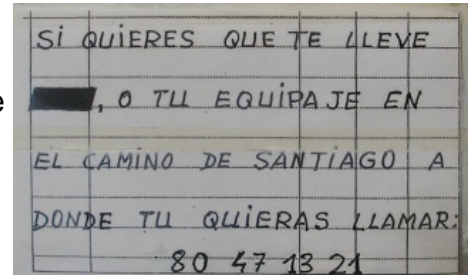 SI QUIERES QUE TE LLEVE
, O TU EQUIPAJE EN
EL CAMINO DE SANTIAGO A
DONDE TU QUIERAS LLAMAR:
80 47 13 21